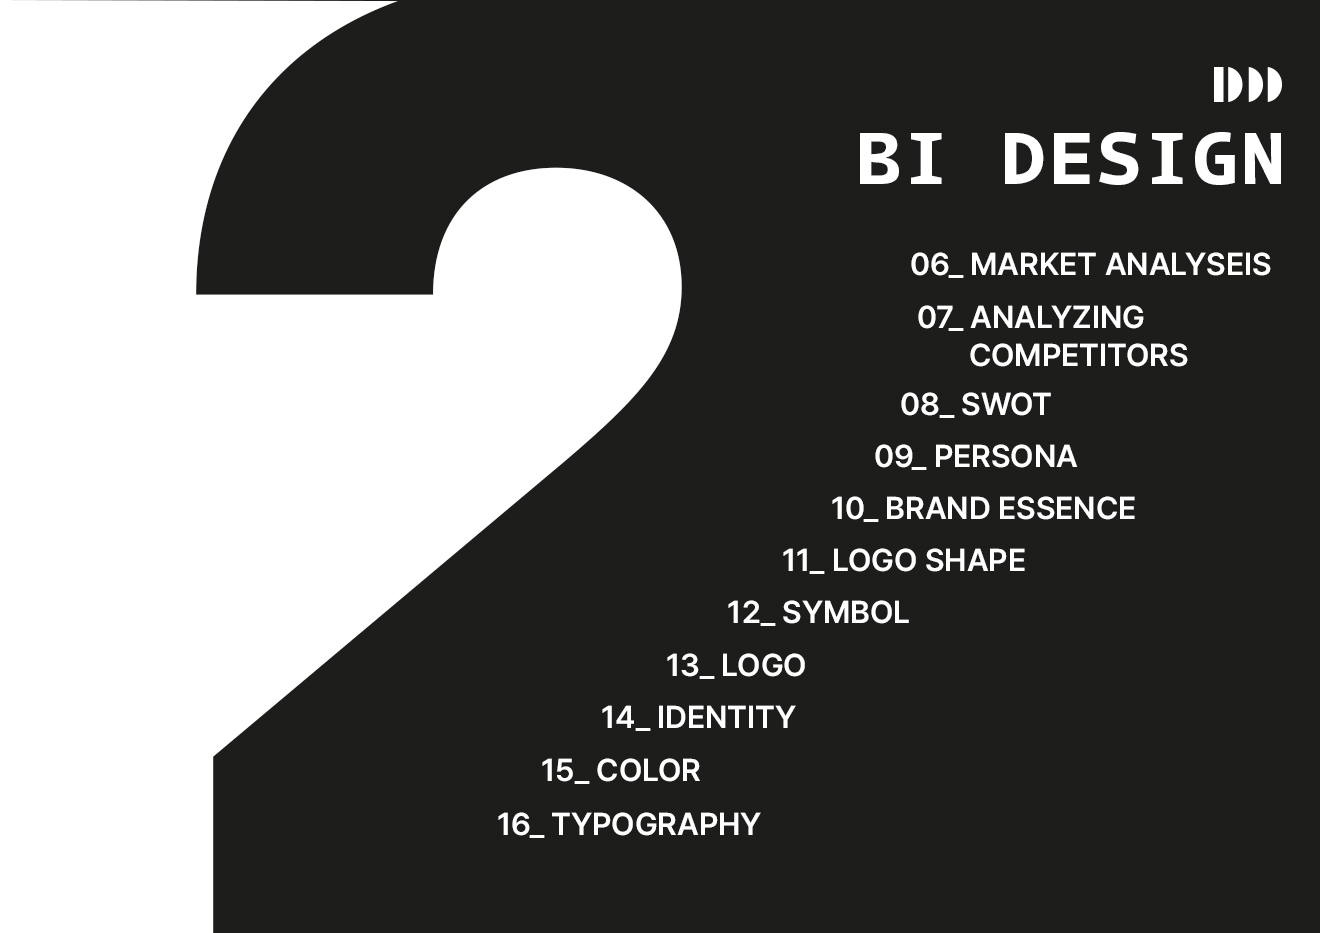 2
BI DESIGN
06_ MARKET ANALYSEIS
07_ ANALYZING
COMPETITORS
08_ SWOT
09_ PERSONA
10_ BRAND ESSENCE
11_ LOGO SHAPE
12_ SYMBOL
13_ LOGO
14_ IDENTITY
15_ COLOR
16_ TYPOGRAPHY